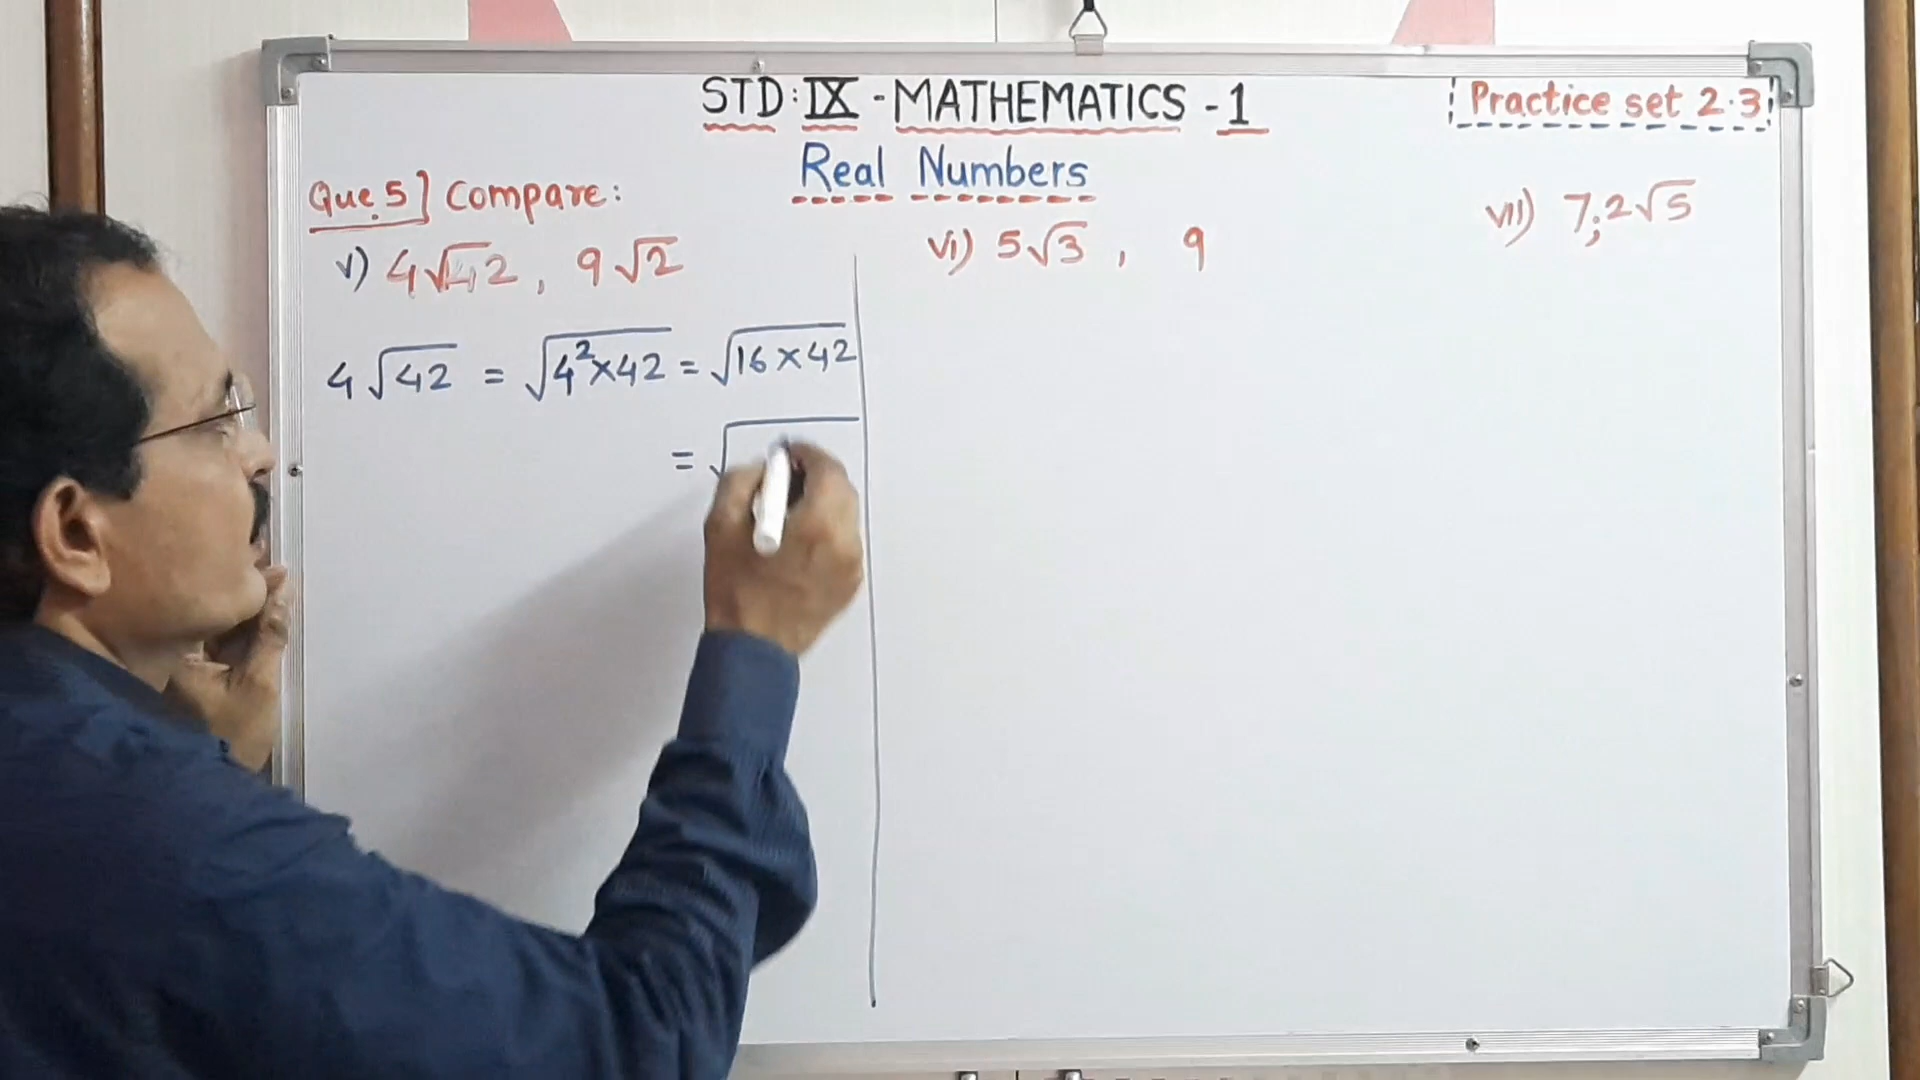 STD: IX - MATHEMATICS - 1
Practice set 2.3
Real Numbers
Que. 5] Compare:
v) 4√42, 9√2
vi) 5√3, 9
vii) 7; 2√5
4√42 = √4²×42 = √16×42
= √